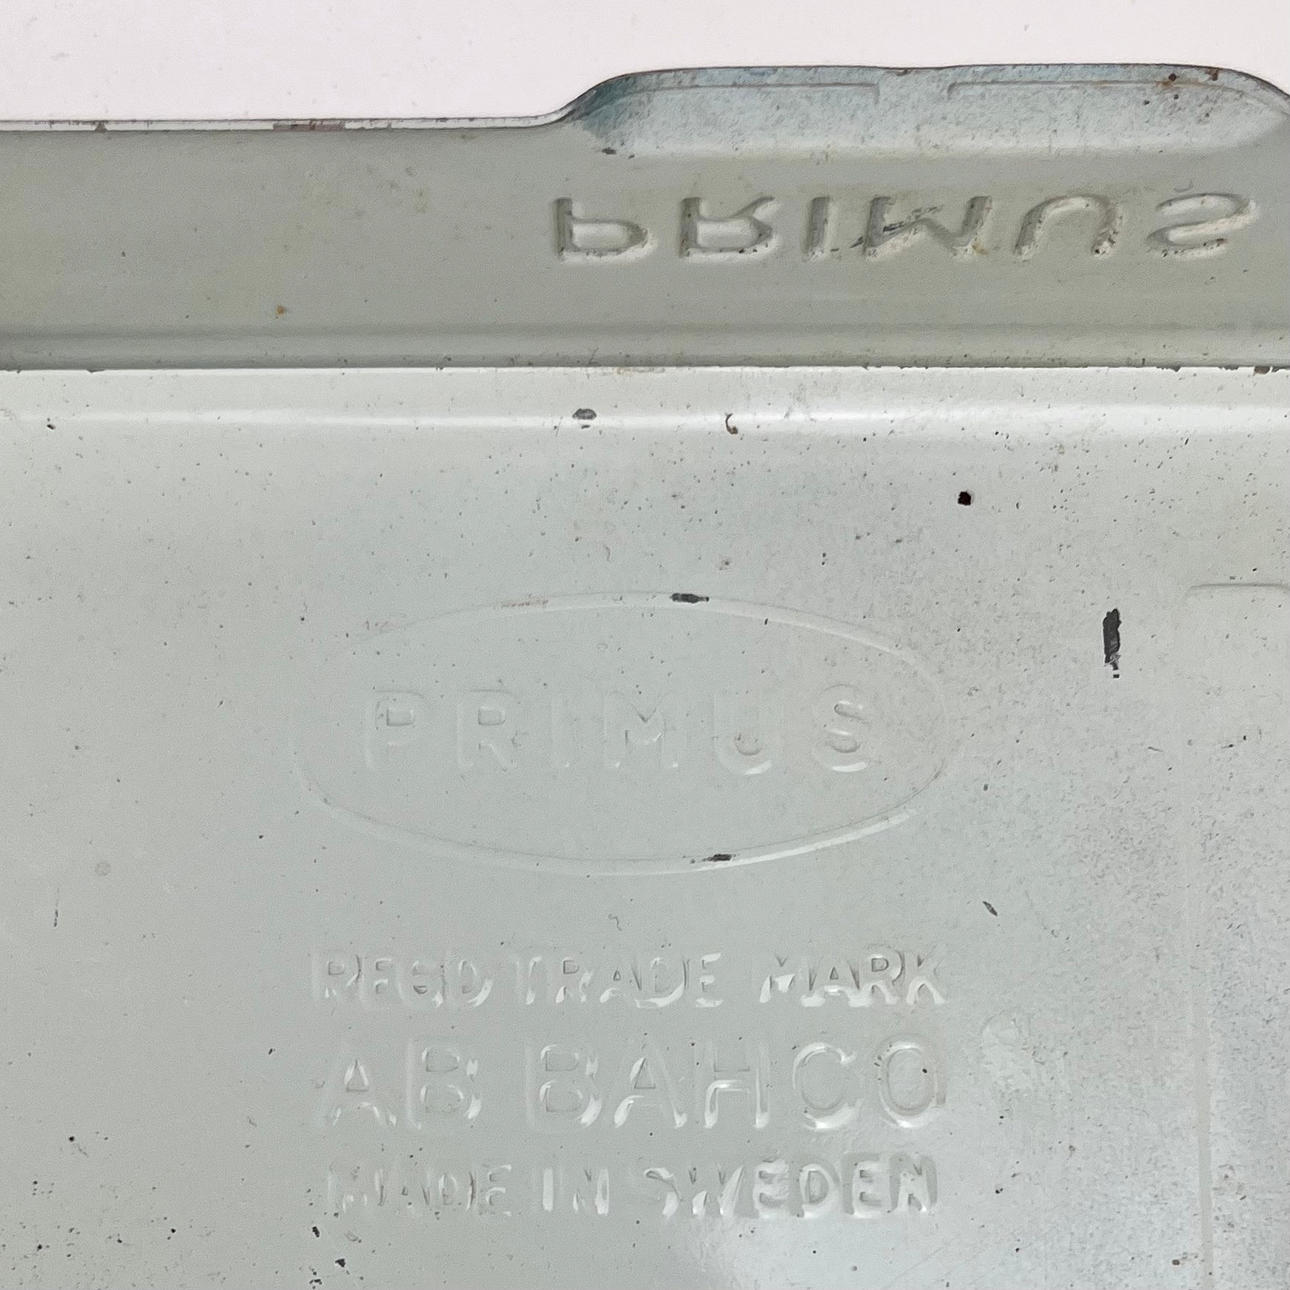 PRIMUS
PRIMUS
REGD TRADE MARK
AB BAHCO
MADE IN SWEDEN